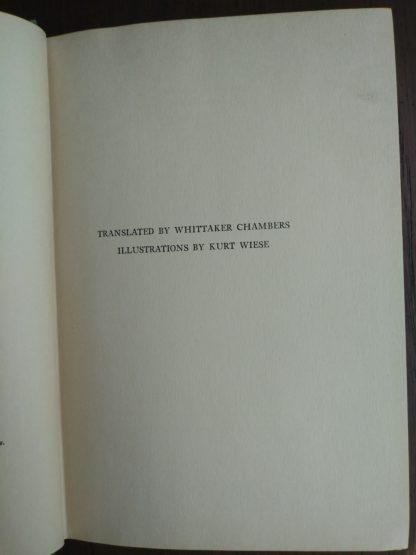 TRANSLATED BY WHITTAKER CHAMBERS
ILLUSTRATIONS BY KURT WIESE